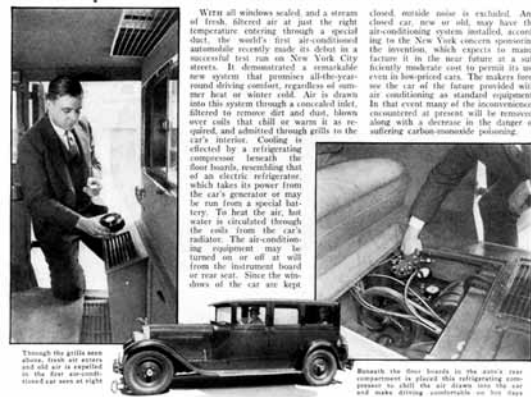 WITH all windows sealed, and a stream
of fresh, filtered air at just the right
temperature entering through a special
duct, the world's first air-conditioned
automobile recently made its debut in a
successful test run on New York City
streets. It demonstrated a remarkable
new system that promises all-the-year-
round driving comfort, regardless of sum-
mer heat or winter cold. Air is drawn
into this system through a concealed inlet,
filtered to remove dirt and dust, blown
over coils that chill or warm it as re-
quired, and admitted through grills to the
car's interior. Cooling is
effected by a refrigerating
compressor beneath the
floor boards, resembling that
of an electric refrigerator,
which takes its power from
the car's generator or may
be run from a special bat-
tery. To heat the air, hot
water is circulated through
the coils from the car's
radiator. The air-condition-
ing equipment may be
turned on or off at will
from the instrument board
or rear seat. Since the win-
dows of the car are kept
closed, outside noise is excluded. An
closed car, new or old, may have th
air-conditioning system installed, accord
ing to the New York concern sponsorin
the invention, which expects to manu
facture it in the near future at a suf
ficiently moderate cost to permit its us
even in low-priced cars. The makers fore
see the car of the future provided wit
air conditioning as standard equipment
In that event many of the inconvenienc
encountered at present will be remove
along with a decrease in the danger o
suffering carbon-monoxide poisoning.
Through the grills seen
above, fresh air enters
and old air is expelled
in the first air-condi-
tioned car seen at right
Beneath the floor boards in the auto's rear
compartment is placed this refrigerating com-
pressor to chill the air drawn into the car
and make driving comfortable on hot days